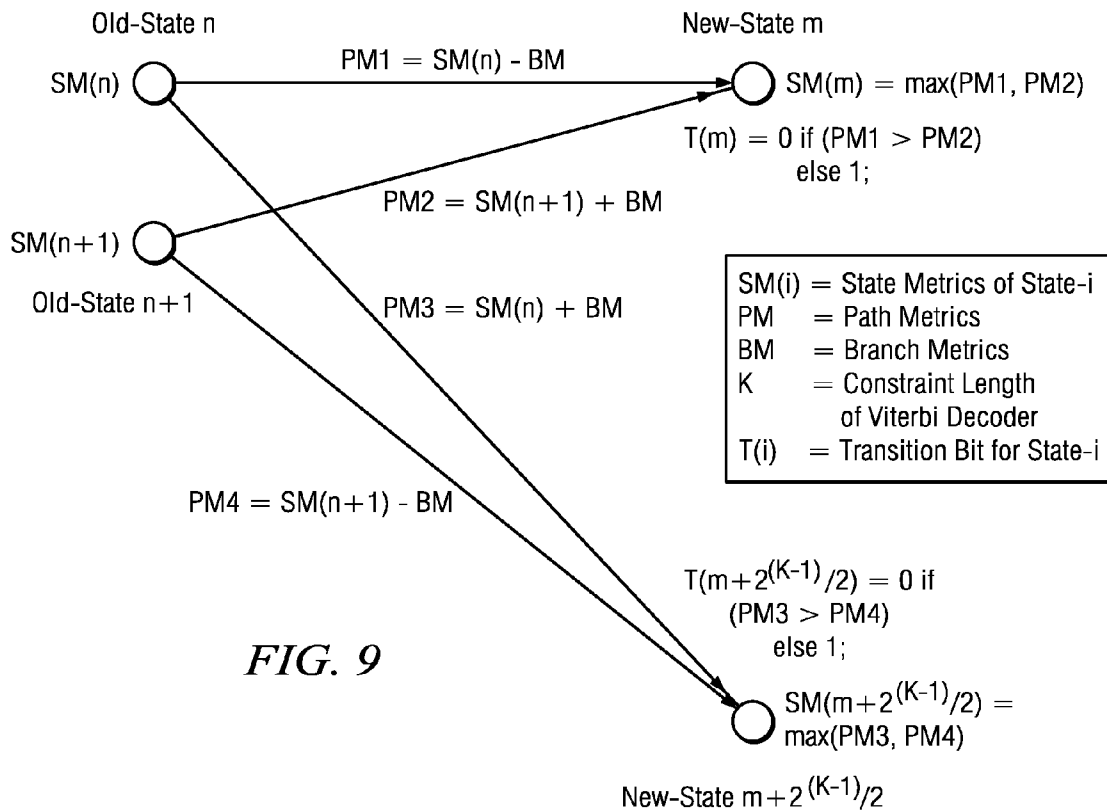 Old-State n
New-State m
SM(n)
PM1 = SM(n) - BM
SM(m) = max(PM1, PM2)
T(m) = 0 if (PM1 > PM2)
else 1;
PM2 = SM(n+1) + BM
SM(n+1)
Old-State n+1
PM3 = SM(n) + BM
SM(i) = State Metrics of State-i
PM = Path Metrics
BM = Branch Metrics
K = Constraint Length
of Viterbi Decoder
T(i) = Transition Bit for State-i
PM4 = SM(n+1) - BM
T(m+2^(K-1)/2) = 0 if
(PM3 > PM4)
else 1;
FIG. 9
SM(m+2^(K-1)/2) =
max(PM3, PM4)
New-State m+2^(K-1)/2